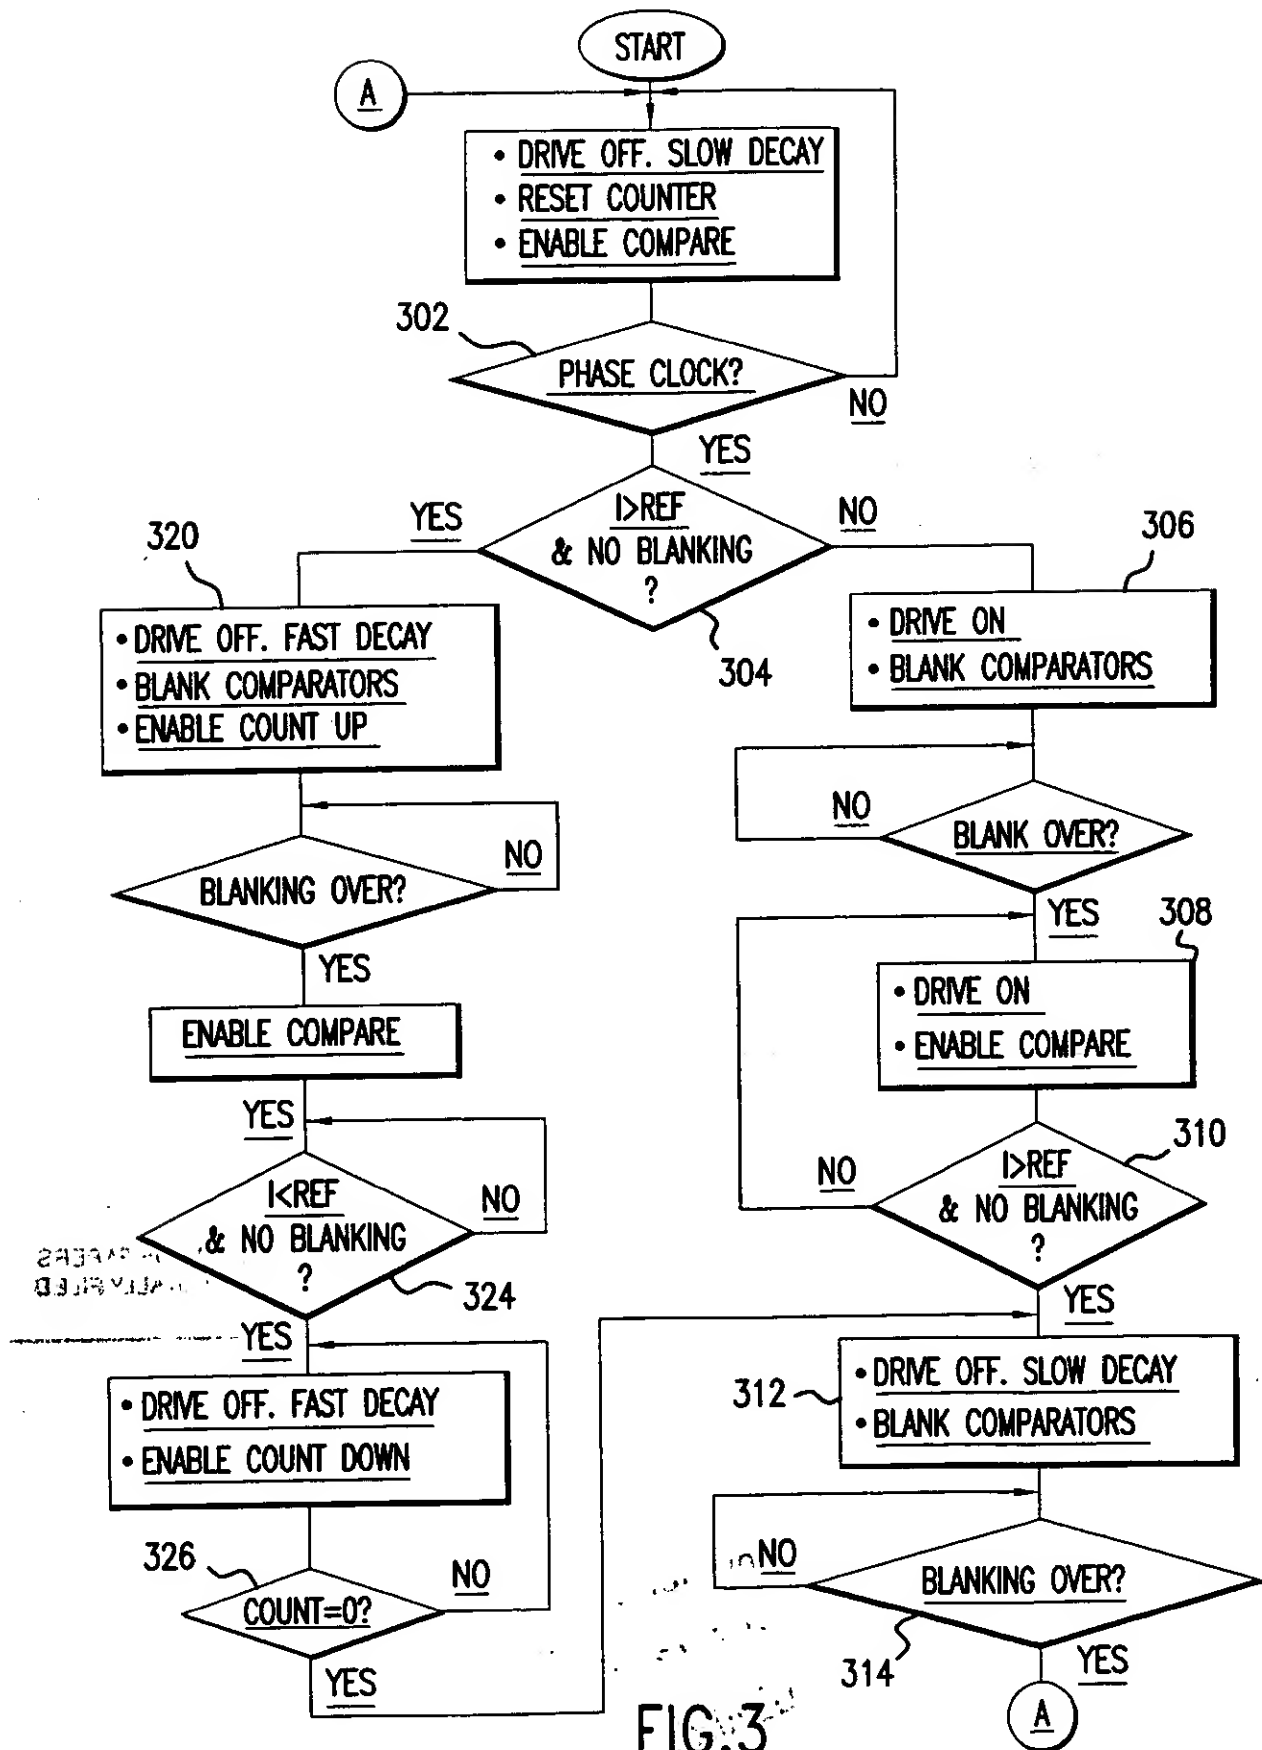 START
A
• DRIVE OFF. SLOW DECAY
• RESET COUNTER
• ENABLE COMPARE
302
PHASE CLOCK?
NO
YES
I>REF
& NO BLANKING
?
304
YES
NO
320
• DRIVE OFF. FAST DECAY
• BLANK COMPARATORS
• ENABLE COUNT UP
BLANKING OVER?
NO
YES
ENABLE COMPARE
YES
I<REF
& NO BLANKING
?
NO
324
YES
• DRIVE OFF. FAST DECAY
• ENABLE COUNT DOWN
326
COUNT=0?
NO
YES
306
• DRIVE ON
• BLANK COMPARATORS
NO
BLANK OVER?
YES
308
• DRIVE ON
• ENABLE COMPARE
310
I>REF
& NO BLANKING
?
NO
YES
312
• DRIVE OFF. SLOW DECAY
• BLANK COMPARATORS
NO
BLANKING OVER?
314
YES
A
FIG.3